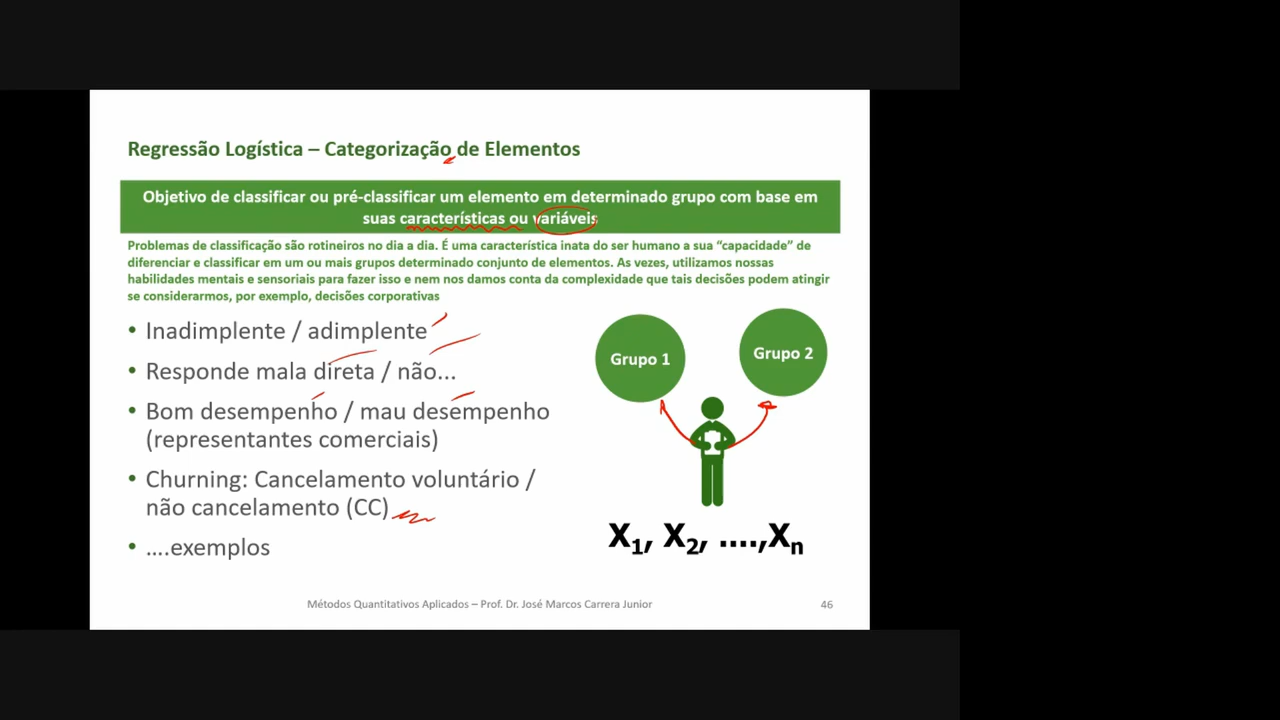 Regressão Logística – Categorização de Elementos
Objetivo de classificar ou pré-classificar um elemento em determinado grupo com base em
suas características ou variáveis
Problemas de classificação são rotineiros no dia a dia. É uma característica inata do ser humano a sua “capacidade” de
diferenciar e classificar em um ou mais grupos determinado conjunto de elementos. As vezes, utilizamos nossas
habilidades mentais e sensoriais para fazer isso e nem nos damos conta da complexidade que tais decisões podem atingir
se considerarmos, por exemplo, decisões corporativas
• Inadimplente / adimplente
• Responde mala direta / não...
• Bom desempenho / mau desempenho
(representantes comerciais)
• Churning: Cancelamento voluntário /
não cancelamento (CC)
• ….exemplos
Grupo 1
Grupo 2
X₁, X₂, ....,Xₙ
Métodos Quantitativos Aplicados – Prof. Dr. José Marcos Carrera Junior
46